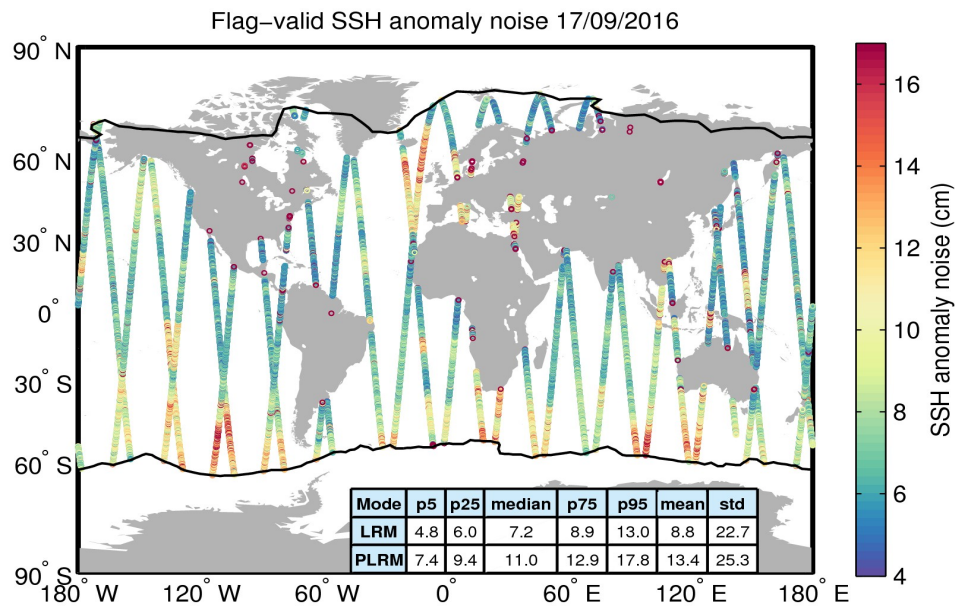 Flag–valid SSH anomaly noise 17/09/2016
90° N
60° N
30° N
0°
30° S
60° S
90° S
180° W
120° W
60° W
0°
60° E
120° E
180° E
Mode p5 p25 median p75 p95 mean std
LRM 4.8 6.0 7.2 8.9 13.0 8.8 22.7
PLRM 7.4 9.4 11.0 12.9 17.8 13.4 25.3
16
14
12
10
8
6
4
SSH anomaly noise (cm)